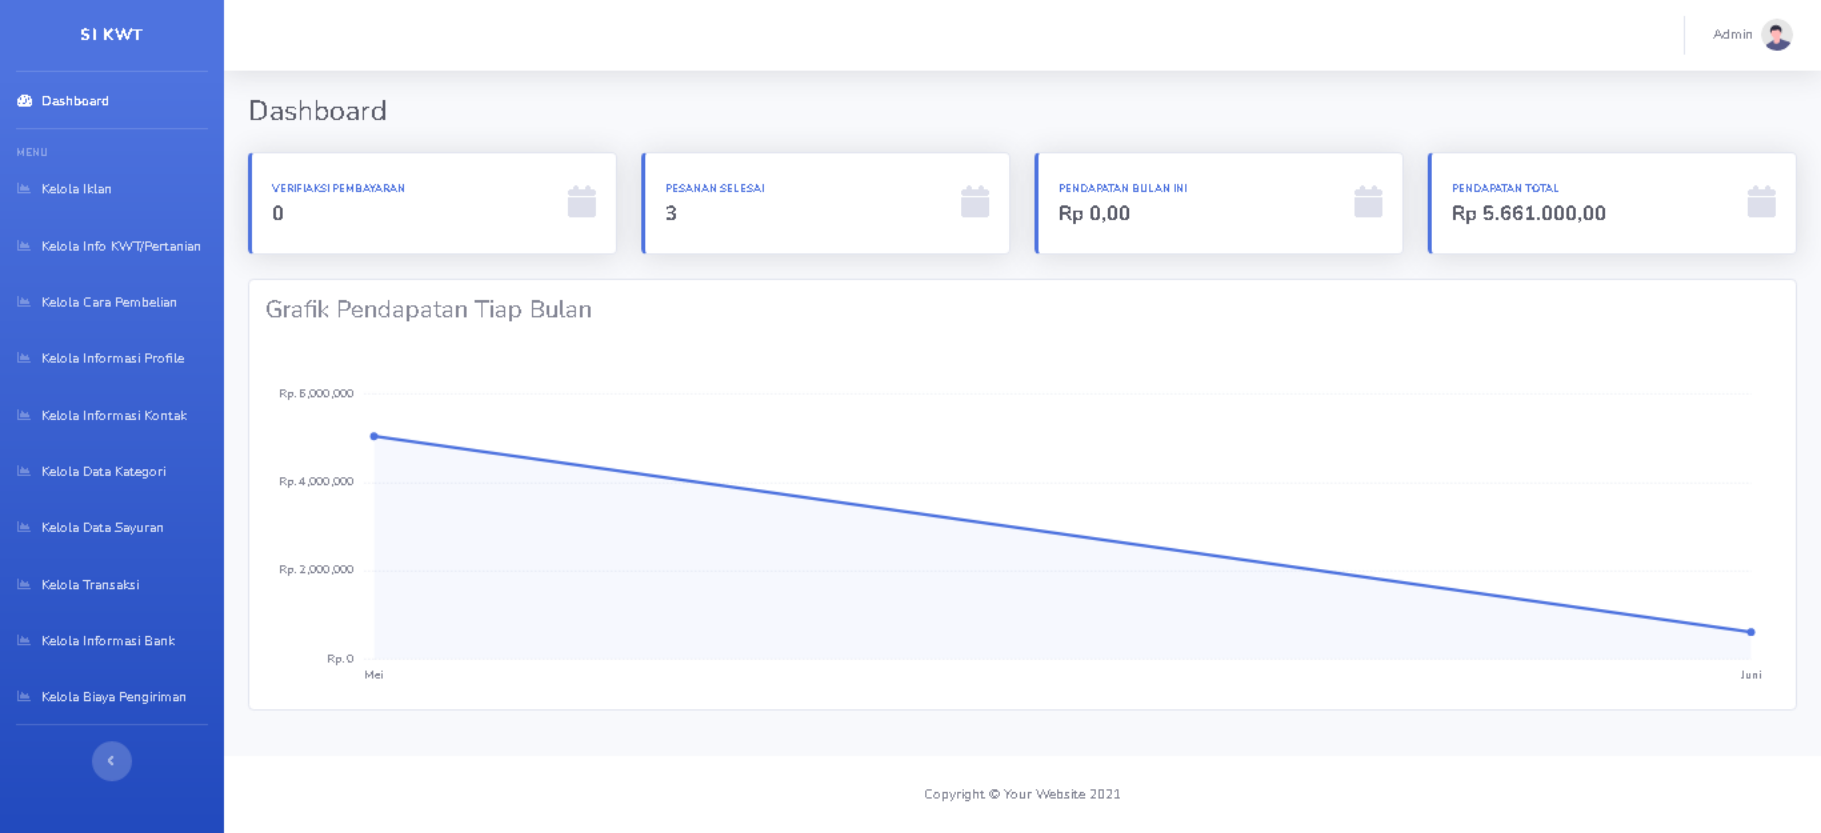 SI KWT
Admin
Dashboard
MENU
Kelola Iklan
Kelola Info KWT/Pertanian
Kelola Cara Pembelian
Kelola Informasi Profile
Kelola Informasi Kontak
Kelola Data Kategori
Kelola Data Sayuran
Kelola Transaksi
Kelola Informasi Bank
Kelola Biaya Pengiriman
Dashboard
VERIFIAKSI PEMBAYARAN
0
PESANAN SELESAI
3
PENDAPATAN BULAN INI
Rp 0,00
PENDAPATAN TOTAL
Rp 5.661.000,00
Grafik Pendapatan Tiap Bulan
Rp. 6,000,000
Rp. 4,000,000
Rp. 2,000,000
Rp. 0
Mei
Juni
Copyright © Your Website 2021